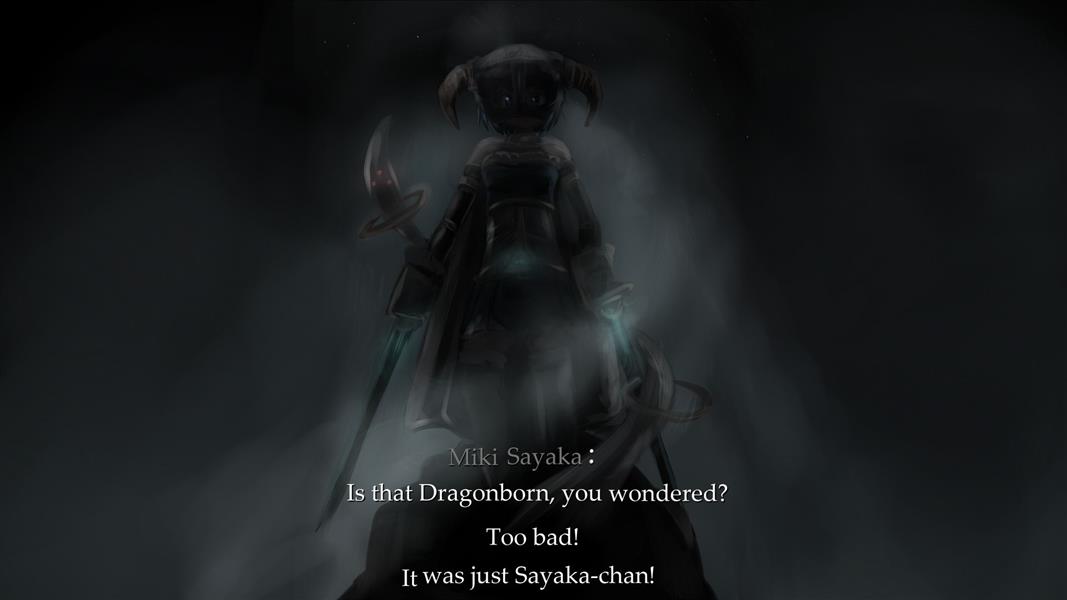 Miki Sayaka:
Is that Dragonborn, you wondered?
Too bad!
It was just Sayaka-chan!